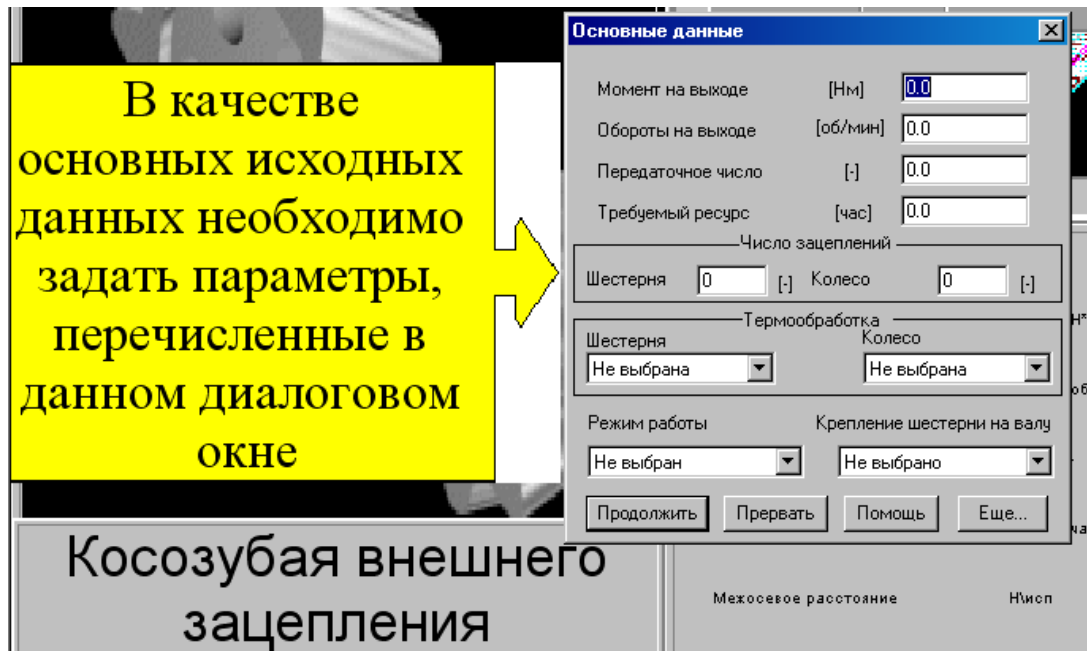 В качестве
основных исходных
данных необходимо
задать параметры,
перечисленные в
данном диалоговом
окне
Основные данные
Момент на выходе [Нм] 0.0
Обороты на выходе [об/мин] 0.0
Передаточное число [-] 0.0
Требуемый ресурс [час] 0.0
Число зацеплений
Шестерня 0 [-] Колесо 0 [-]
Термообработка
Шестерня Колесо
Не выбрана Не выбрана
Режим работы Крепление шестерни на валу
Не выбран Не выбрано
Продолжить Прервать Помощь Еще...
Косозубая внешнего
зацепления
Межосевое расстояние Н\исп